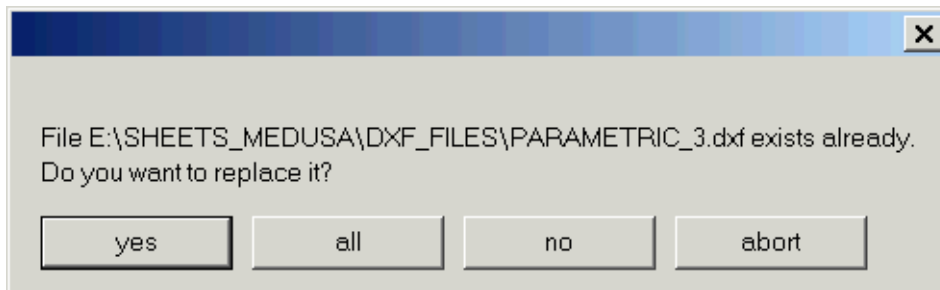 File E:\SHEETS_MEDUSA\DXF_FILES\PARAMETRIC_3.dxf exists already.
Do you want to replace it?
yes all no abort